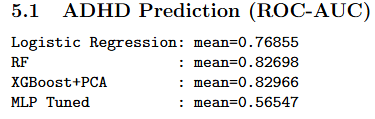 5.1 ADHD Prediction (ROC-AUC)
Logistic Regression: mean=0.76855
RF                 : mean=0.82698
XGBoost+PCA        : mean=0.82966
MLP Tuned          : mean=0.56547